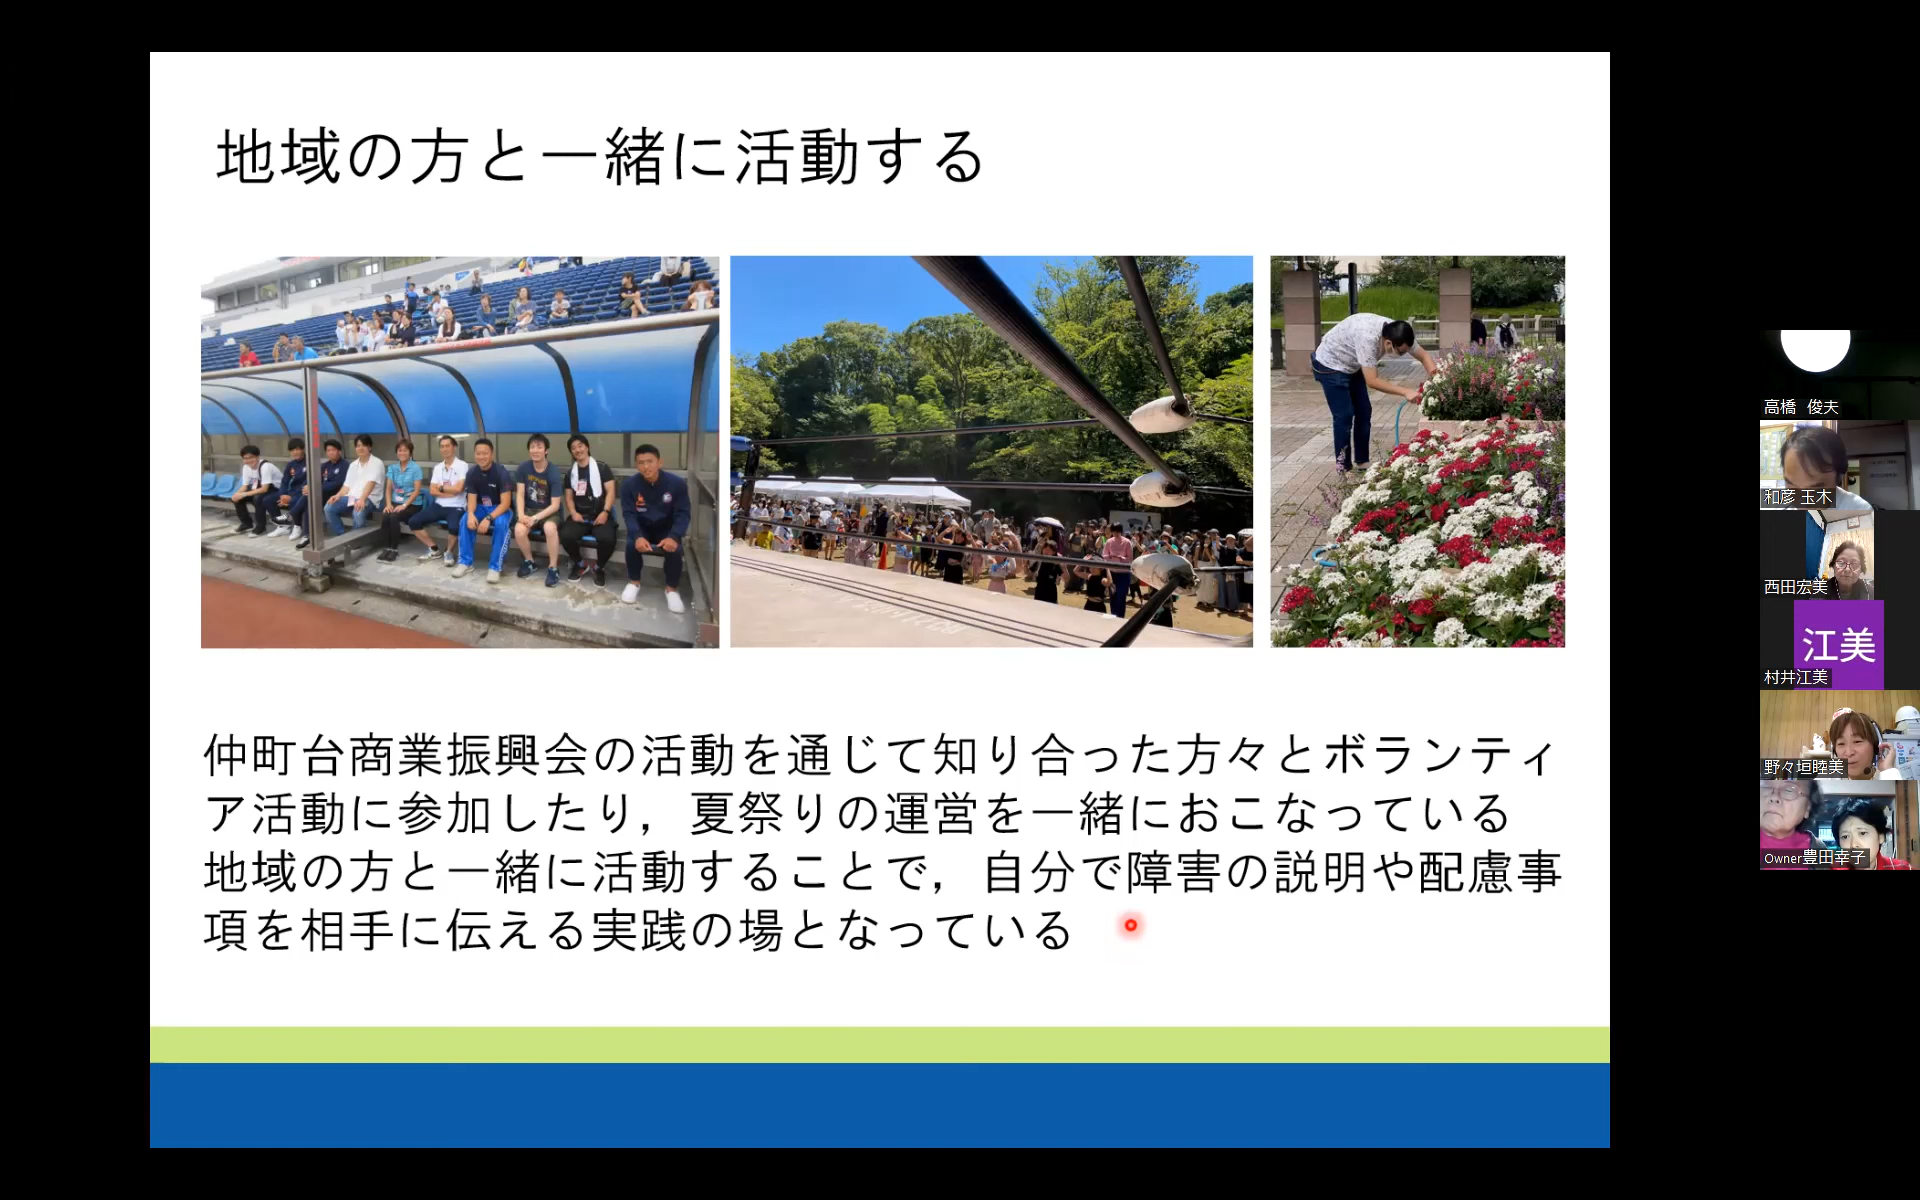 地域の方と一緒に活動する
仲町台商業振興会の活動を通じて知り合った方々とボランティ
ア活動に参加したり，夏祭りの運営を一緒におこなっている
地域の方と一緒に活動することで，自分で障害の説明や配慮事
項を相手に伝える実践の場となっている
高橋 俊夫
和彦 玉木
西田宏美
江美
村井江美
野々垣睦美
Owner豊田幸子